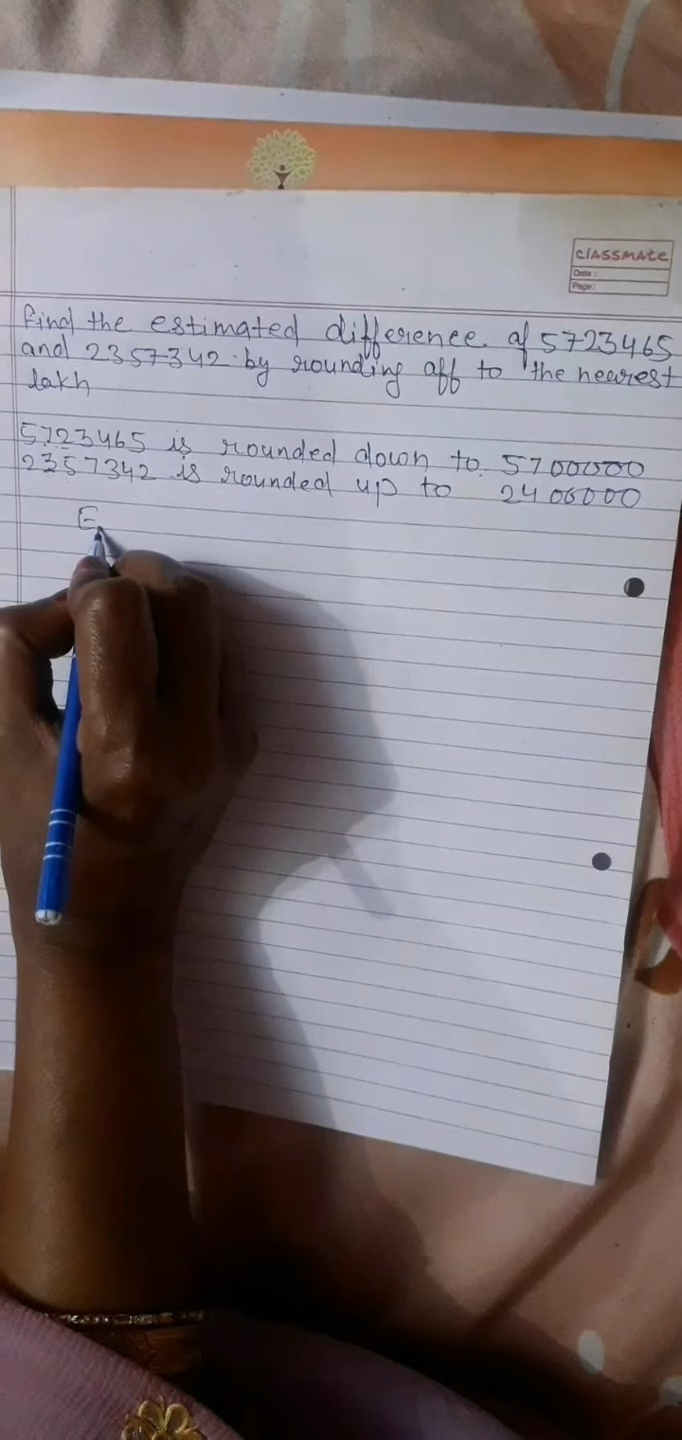 CLASSMATE
Date :
Page:
Find the estimated difference of 5723465
and 2357342 by rounding off to the nearest
lakh
5723465 is rounded down to 5700000
2357342 is rounded up to 2400000
E